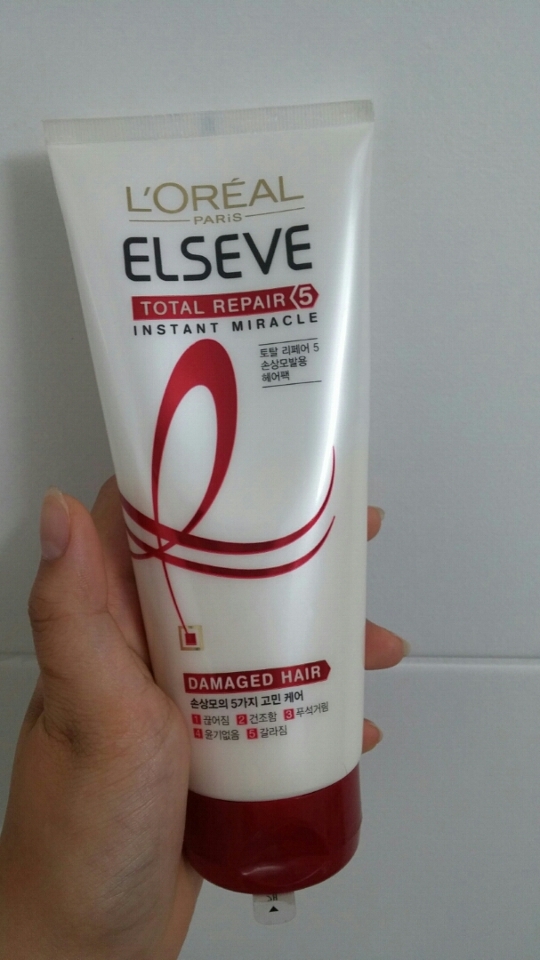 L'ORÉAL
PARiS
ELSEVE
TOTAL REPAIR 5
INSTANT MIRACLE
토탈 리페어 5
손상모발용
헤어팩
DAMAGED HAIR
손상모의 5가지 고민 케어
1 끊어짐 2 건조함 3 푸석거림
4 윤기없음 5 갈라짐